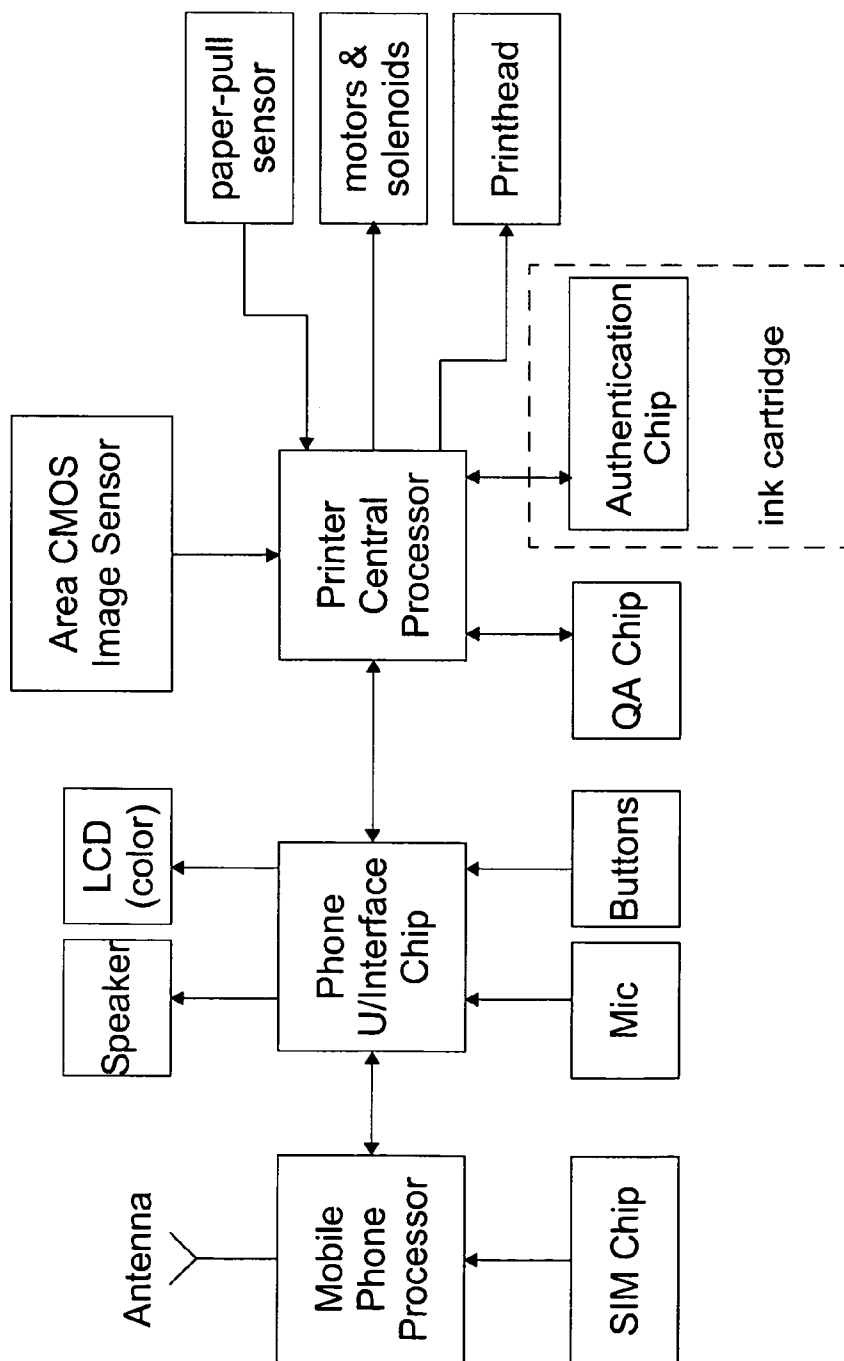 Antenna
Speaker
LCD
(color)
Area CMOS
Image Sensor
paper-pull
sensor
motors &
solenoids
Printhead
Mobile
Phone
Processor
Phone
U/Interface
Chip
Printer
Central
Processor
SIM Chip
Mic
Buttons
QA Chip
Authentication
Chip
ink cartridge